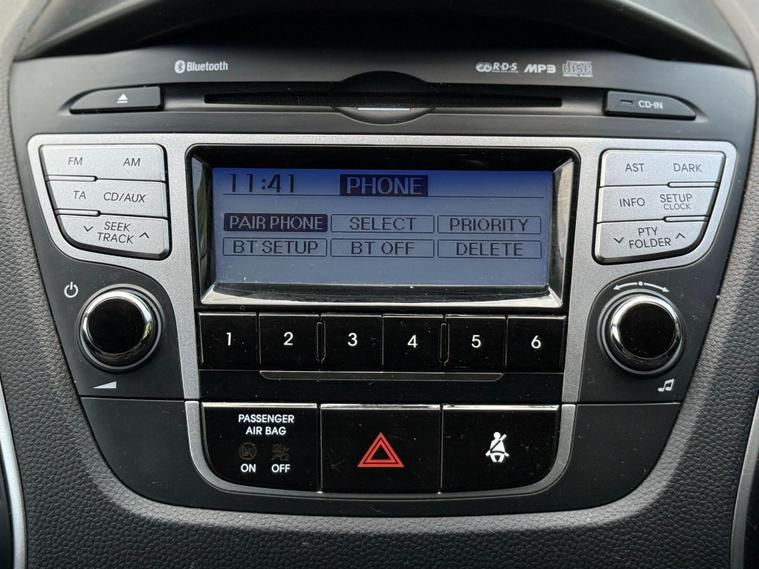 Bluetooth
CD R·D·S MP3 disc
CD-IN
FM AM
TA CD/AUX
SEEK
TRACK
11:41 PHONE
PAIR PHONE SELECT PRIORITY
BT SETUP BT OFF DELETE
AST DARK
INFO SETUP
CLOCK
PTY
FOLDER
1 2 3 4 5 6
PASSENGER
AIR BAG
ON OFF